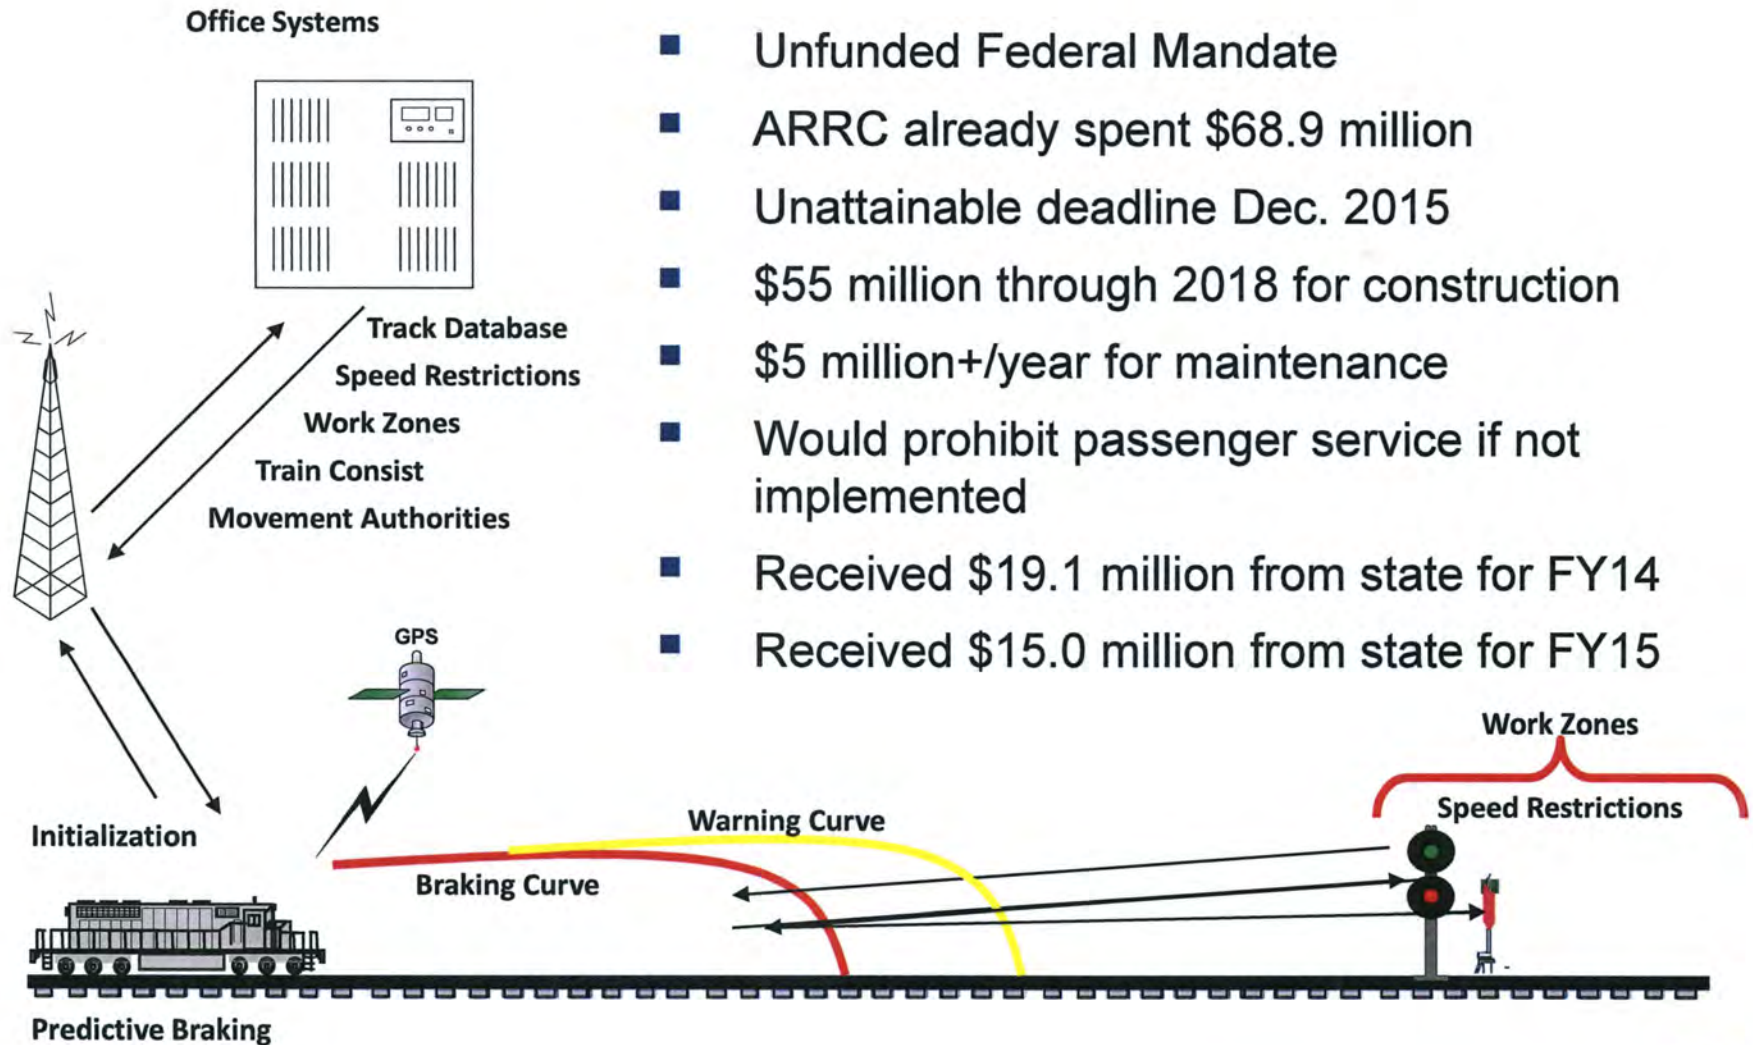 Office Systems
■ Unfunded Federal Mandate
■ ARRC already spent $68.9 million
■ Unattainable deadline Dec. 2015
■ $55 million through 2018 for construction
■ $5 million+/year for maintenance
■ Would prohibit passenger service if not
implemented
■ Received $19.1 million from state for FY14
■ Received $15.0 million from state for FY15
Track Database
Speed Restrictions
Work Zones
Train Consist
Movement Authorities
GPS
Work Zones
Speed Restrictions
Initialization
Warning Curve
Braking Curve
Predictive Braking